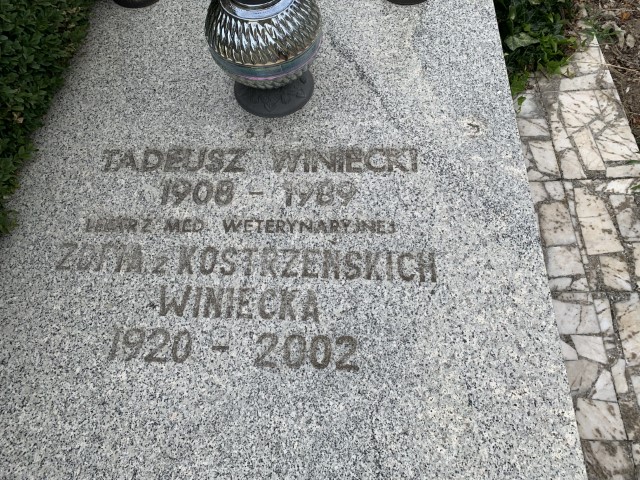 Ś.P.
TADEUSZ WINIECKI
1908 - 1989
LEKARZ MED. WETERYNARYJNEJ
ZOFIA z KOSTRZEŃSKICH
WINIECKA
1920 - 2002